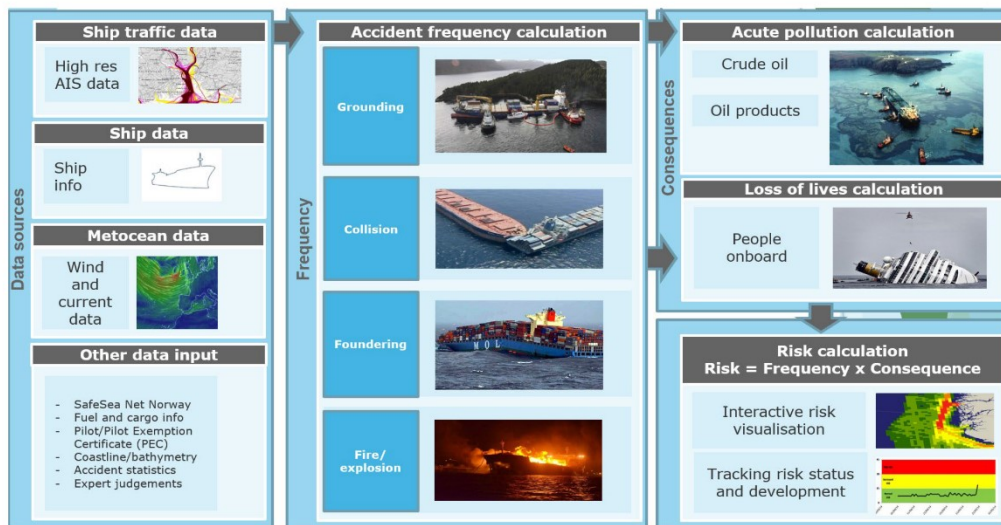 Ship traffic data
High res
AIS data
Ship data
Ship
info
Metocean data
Wind
and
current
data
Other data input
- SafeSea Net Norway
- Fuel and cargo info
- Pilot/Pilot Exemption
Certificate (PEC)
- Coastline/bathymetry
- Accident statistics
- Expert judgements
Data sources
Accident frequency calculation
Grounding
Collision
Foundering
MOL
Fire/
explosion
Frequency
Acute pollution calculation
Crude oil
Oil products
Loss of lives calculation
People
onboard
Consequences
Risk calculation
Risk = Frequency x Consequence
Interactive risk
visualisation
Tracking risk status
and development